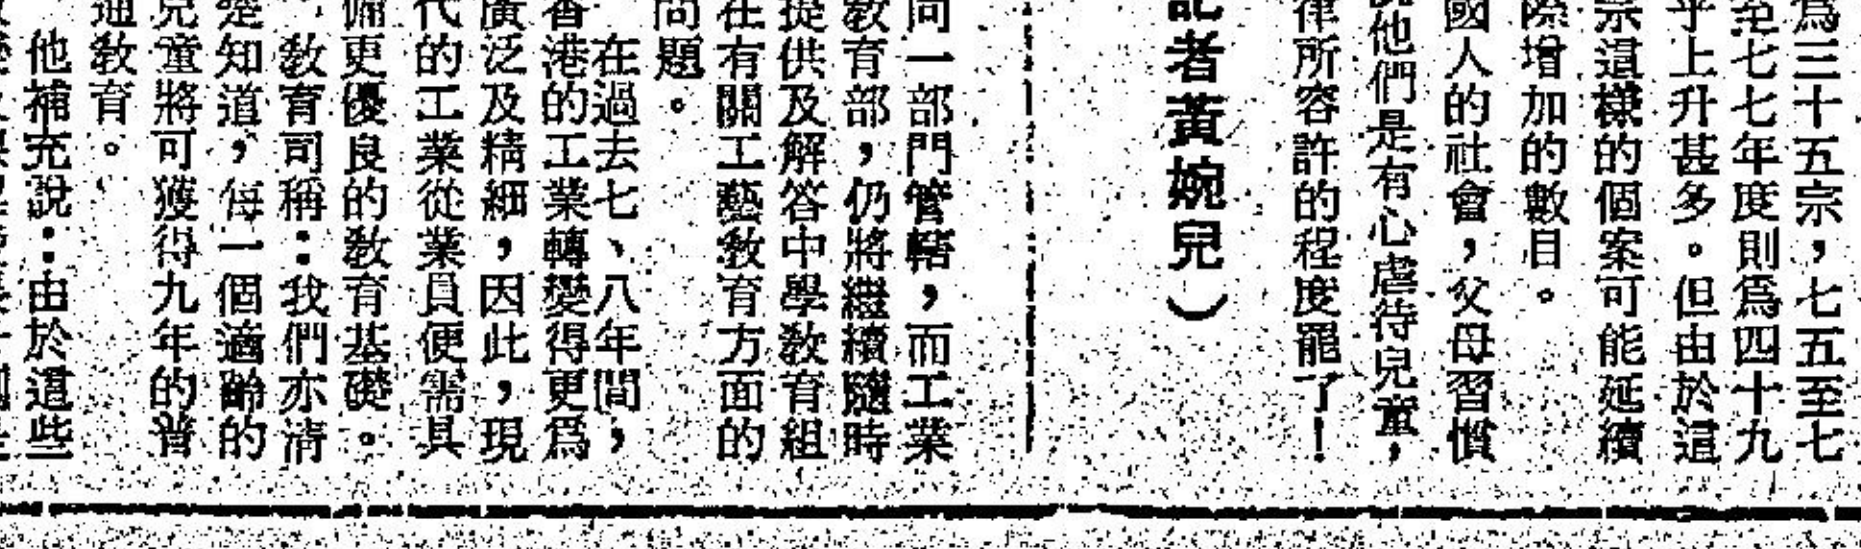 為三十五宗，七五至七
至七七年度則爲四十九
乎上升甚多。但由於這
宗這樣的個案可能延續
際增加的數目。
國人的社會，父母習慣
他們是有心虐待兒童，
律所容許的程度罷了！
記者黃婉兒）
同一部門管轄，而工業
教育部，仍將繼續隨時
提供及解答中學教育組
在有關工藝教育方面的
問題。
在過去七、八年間，
香港的工業轉變得更爲
廣泛及精細，因此，現
代的工業從業員便需具
備更優良的教育基礎。
教育司稱：我們亦清
楚知道，每一個適齡的
兒童將可獲得九年的普
通教育。
他補充說：由於這些